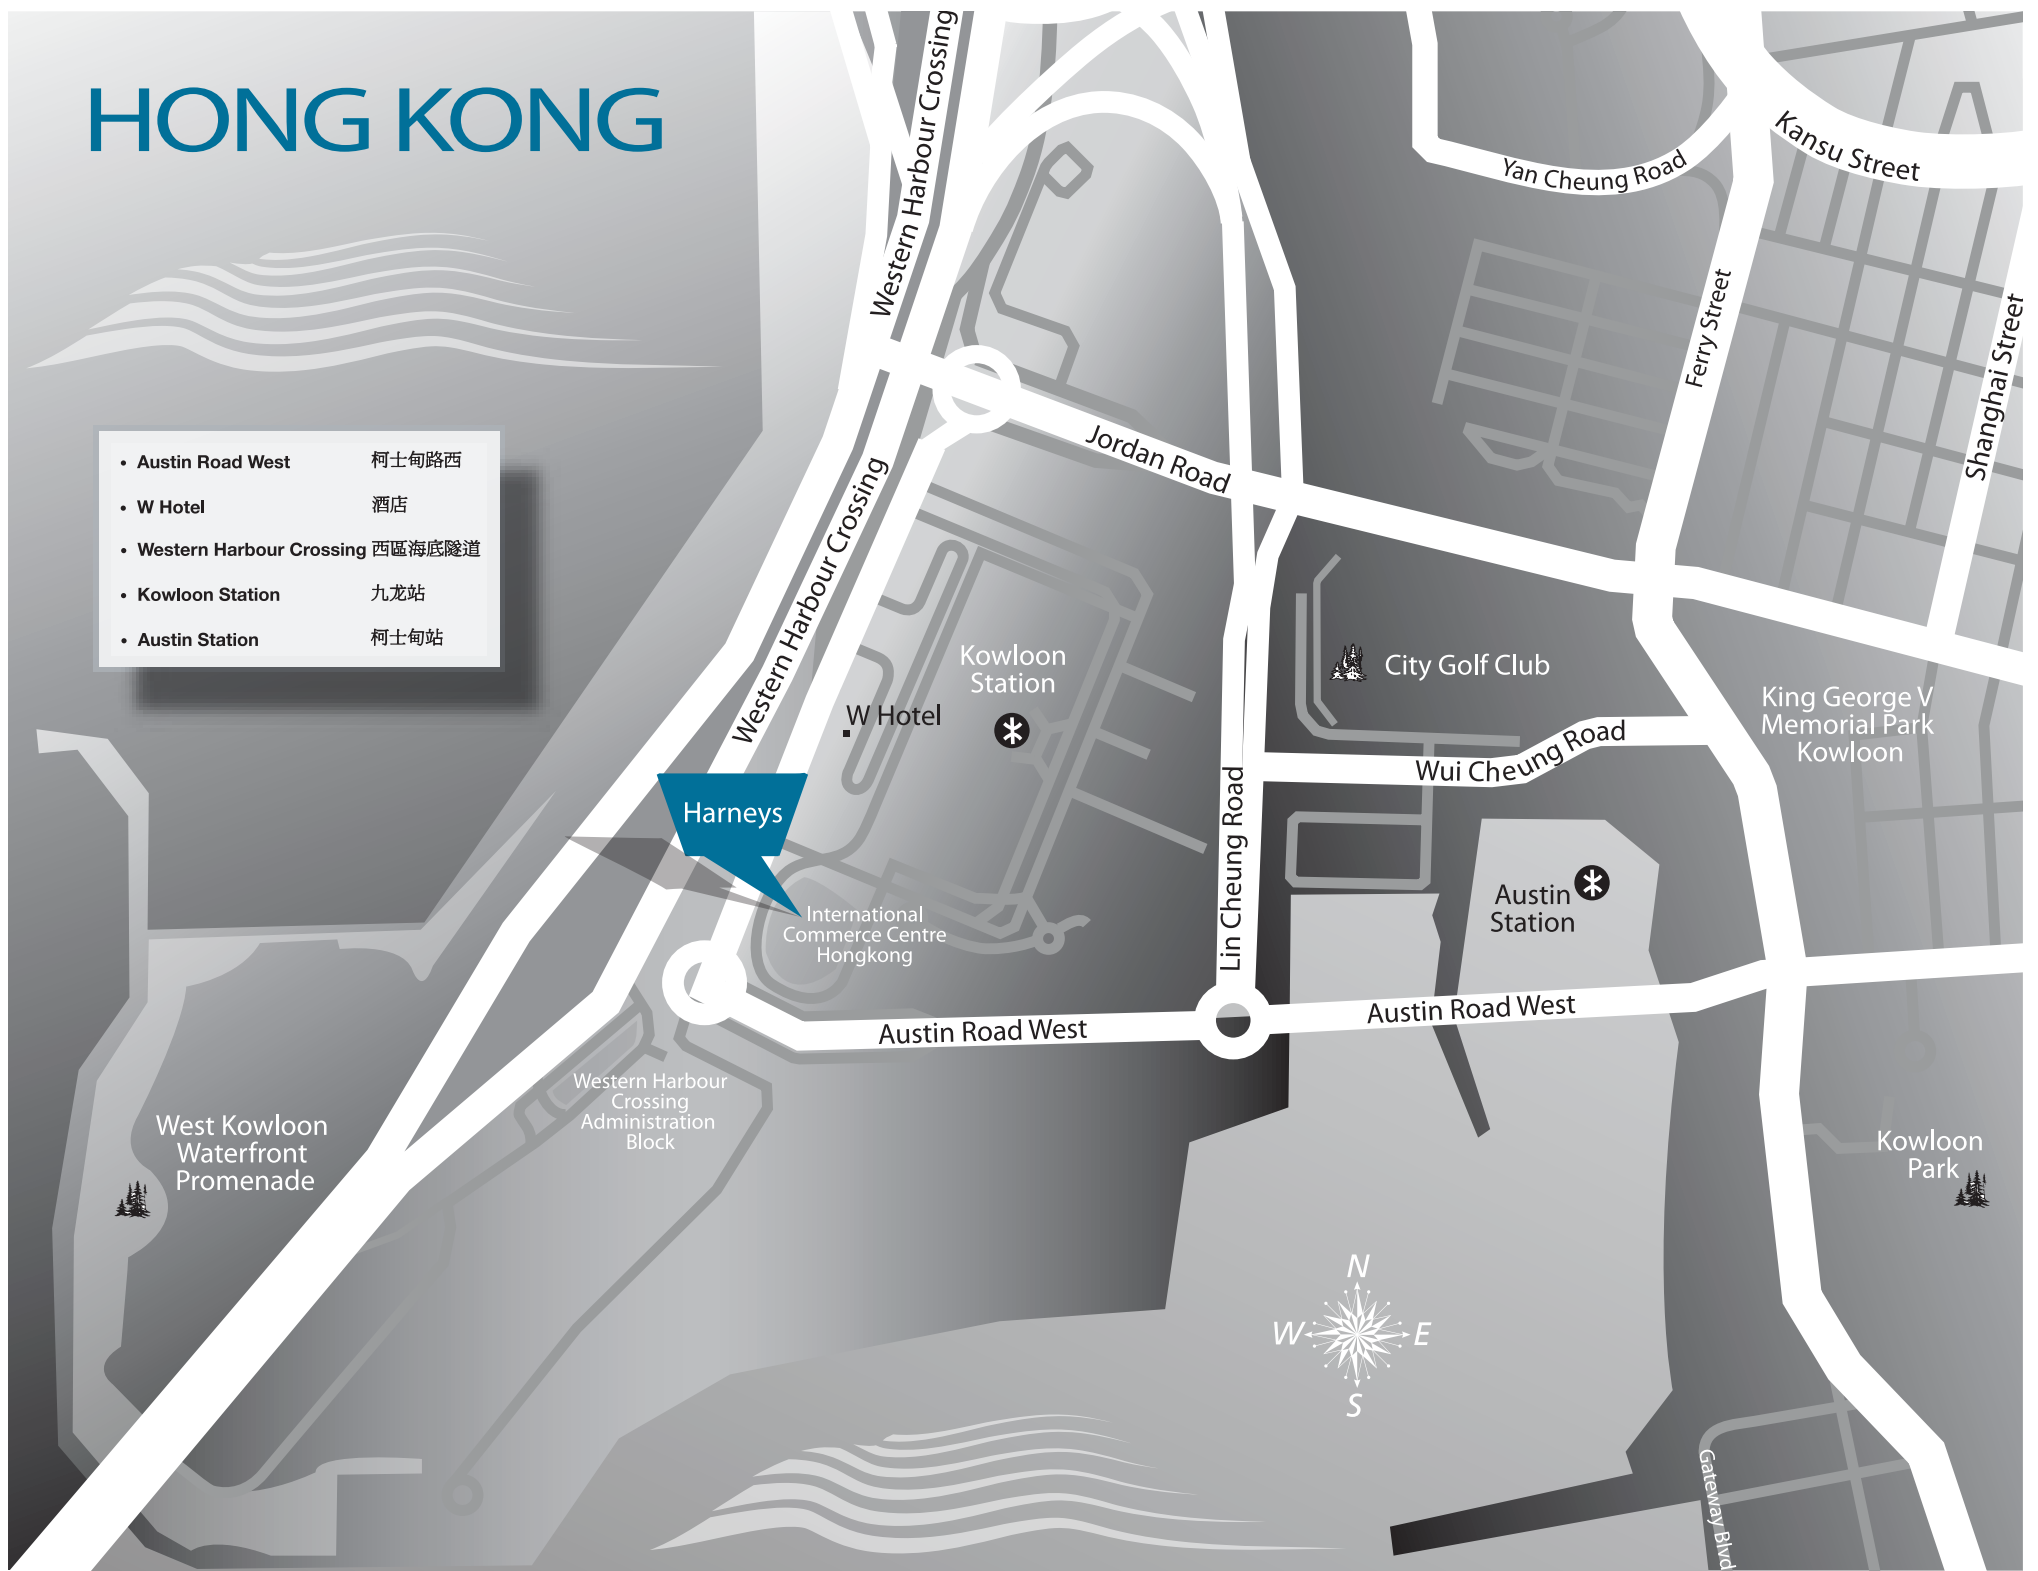 HONG KONG
Western Harbour Crossing
Yan Cheung Road
Kansu Street
Ferry Street
Shanghai Street
• Austin Road West 柯士甸路西
• W Hotel 酒店
• Western Harbour Crossing 西區海底隧道
• Kowloon Station 九龙站
• Austin Station 柯士甸站
Jordan Road
Western Harbour Crossing
Kowloon
Station
W Hotel
City Golf Club
King George V
Memorial Park
Kowloon
Wui Cheung Road
Harneys
Lin Cheung Road
Austin
Station
International
Commerce Centre
Hongkong
Austin Road West
Austin Road West
Western Harbour
Crossing
Administration
Block
West Kowloon
Waterfront
Promenade
Kowloon
Park
N
W
E
S
Gateway Blvd